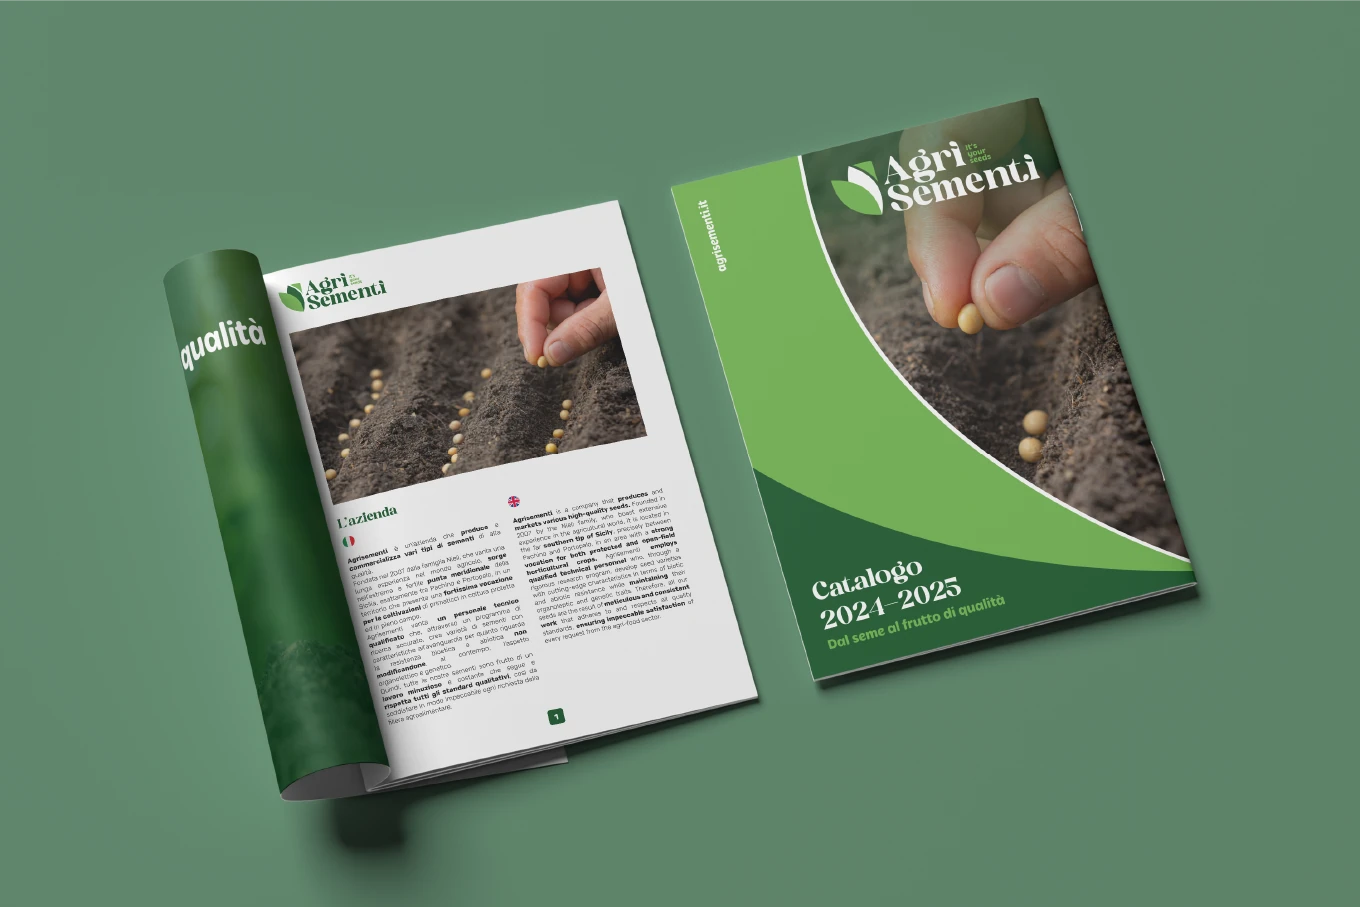 qualità
Agri
Sementi
it's
your
seeds
L'azienda
Agrisementi è un'azienda che produce e
commercializza vari tipi di sementi di alta
qualità.
Fondata nel 2007 dalla famiglia Nieli, che vanta una
lunga esperienza nel mondo agricolo, sorge
nell'estrema e fertile punta meridionale della
Sicilia, esattamente tra Pachino e Portopalo, in un
territorio che presenta una fortissima vocazione
per la coltivazioni di primaticci in coltura protetta
ed in pieno campo.
Agrisementi vanta un personale tecnico
qualificato che, attraverso un programma di
ricerca accurato, crea varietà di sementi con
caratteristiche all'avanguardia per quanto riguarda
la resistenza bioetica e abiotica non
modificandone al contempo, l'aspetto
organolettico e genetico.
Quindi, tutte le nostre sementi sono frutto di un
lavoro minuzioso e costante che segue e
rispetta tutti gli standard qualitativi, così da
soddisfare in modo impeccabile ogni richiesta della
filiera agroalimentare.
Agrisementi is a company that produces and
markets various high-quality seeds. Founded in
2007 by the Nieli family, who boast extensive
experience in the agricultural world, it is located in
the far southern tip of Sicily, precisely between
Pachino and Portopalo, in an area with a strong
vocation for both protected and open-field
horticultural crops. Agrisementi employs
qualified technical personnel who, through a
rigorous research program, develop seed varieties
with cutting-edge characteristics in terms of biotic
and abiotic resistance while maintaining their
organoleptic and genetic traits. Therefore, all our
seeds are the result of meticulous and consistent
work that adheres to and respects all quality
standards, ensuring impeccable satisfaction of
every request from the agri-food sector.
1
agrisementi.it
Agri
Sementi
it's
your
seeds
Catalogo
2024–2025
Dal seme al frutto di qualità